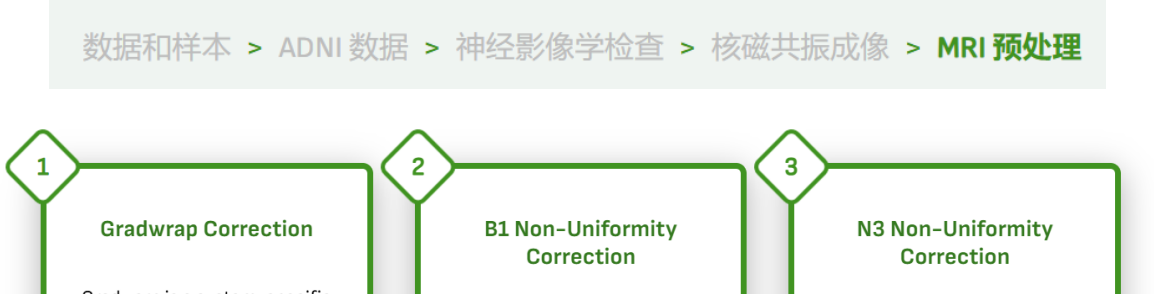 数据和样本 > ADNI 数据 > 神经影像学检查 > 核磁共振成像 > MRI 预处理
1
Gradwrap Correction
2
B1 Non-Uniformity
Correction
3
N3 Non-Uniformity
Correction